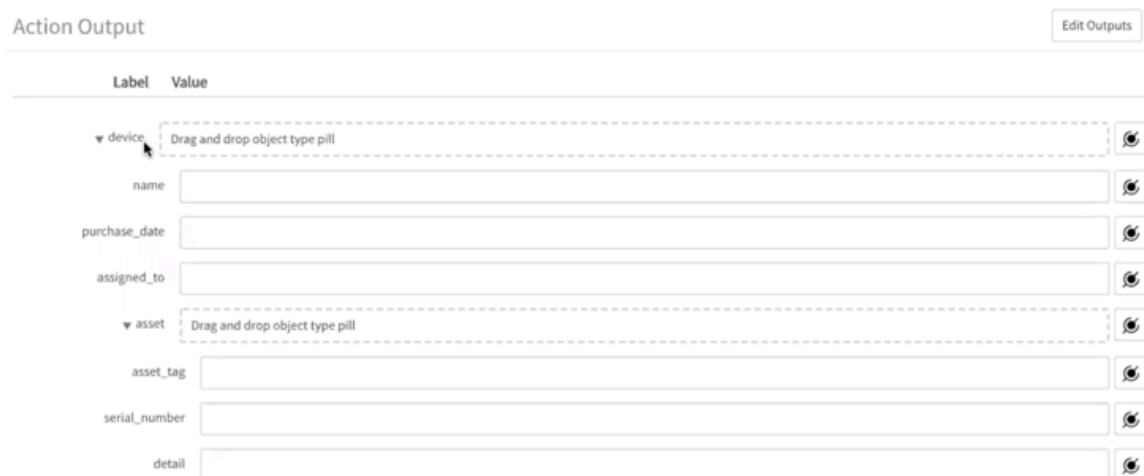 Action Output
Edit Outputs
Label Value
device Drag and drop object type pill
name
purchase_date
assigned_to
asset Drag and drop object type pill
asset_tag
serial_number
detail